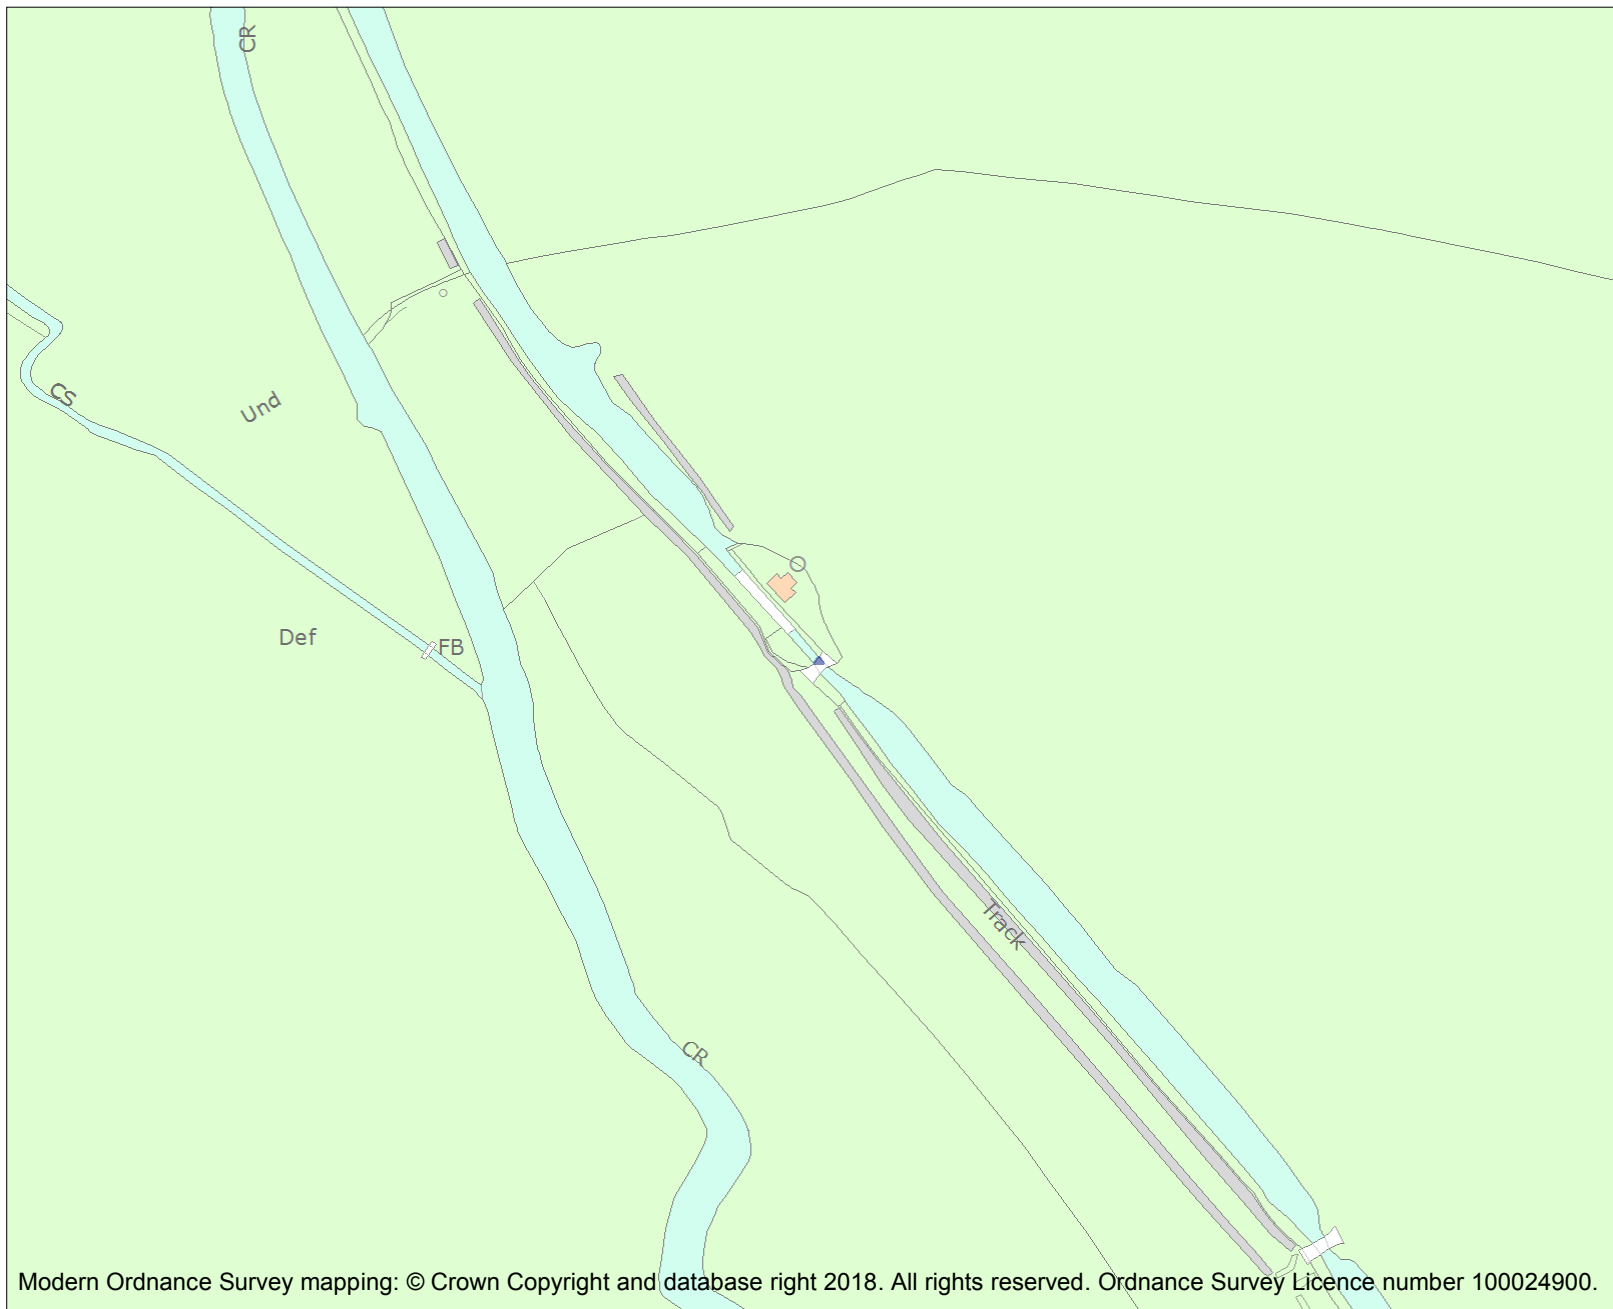 CR
CS
Und
Def
FB
Track
CR
Modern Ordnance Survey mapping: © Crown Copyright and database right 2018. All rights reserved. Ordnance Survey Licence number 100024900.